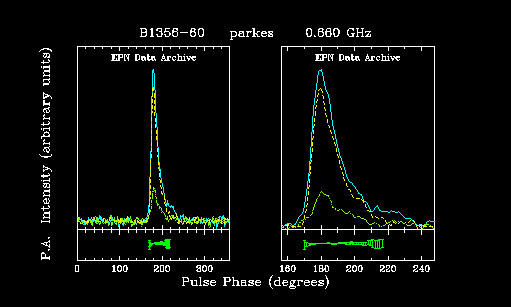 B1356-60 parkes 0.660 GHz
EPN Data Archive EPN Data Archive
Intensity (arbitrary units)
P.A.
0 100 200 300 160 180 200 220 240
Pulse Phase (degrees)